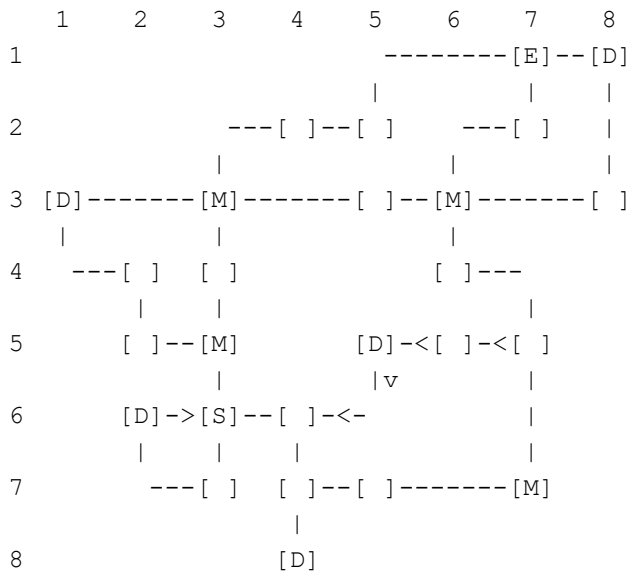 1    2    3    4    5    6    7    8
1                       --------[E]--[D]
                       |         |    |
2             ---[ ]--[ ]    ---[ ]   |
             |              |         |
3 [D]-------[M]-------[ ]--[M]-------[ ]
   |         |              |
4   ---[ ]  [ ]            [ ]---
        |    |                   |
5      [ ]--[M]       [D]-<[ ]-<[ ]
             |         |v        |
6      [D]->[S]--[ ]-<-          |
        |    |    |              |
7        ---[ ]  [ ]--[ ]-------[M]
                  |
8                [D]